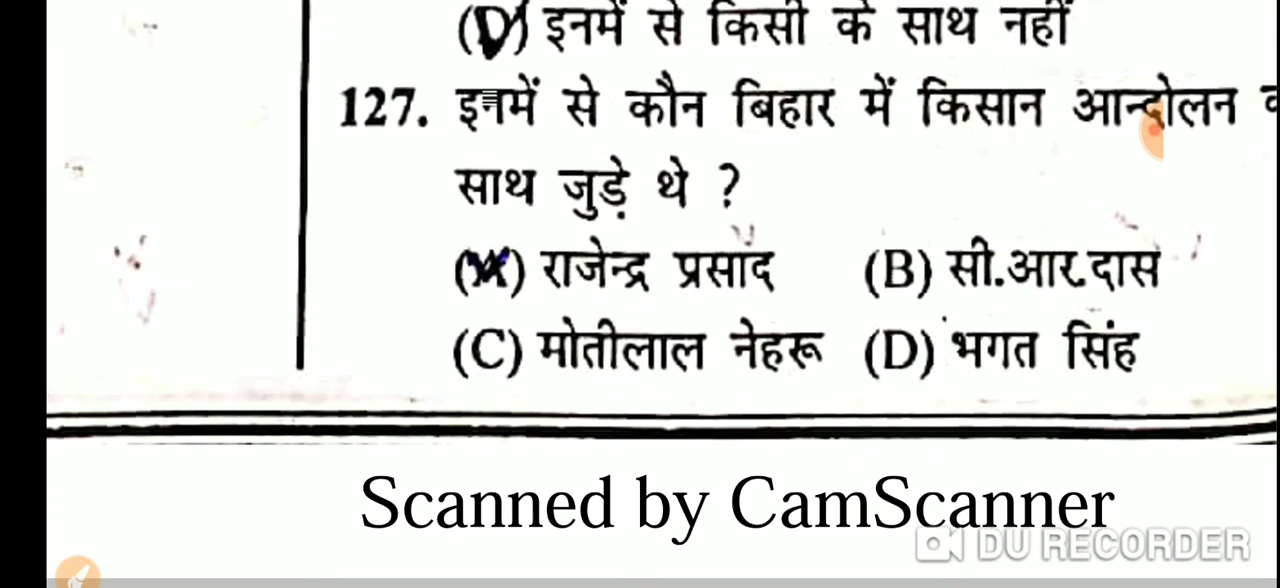 (D) इनमें से किसी के साथ नहीं
127. इनमें से कौन बिहार में किसान आन्दोलन
साथ जुड़े थे ?
(A) राजेन्द्र प्रसाद (B) सी.आर.दास
(C) मोतीलाल नेहरू (D) भगत सिंह
Scanned by CamScanner
DU RECORDER